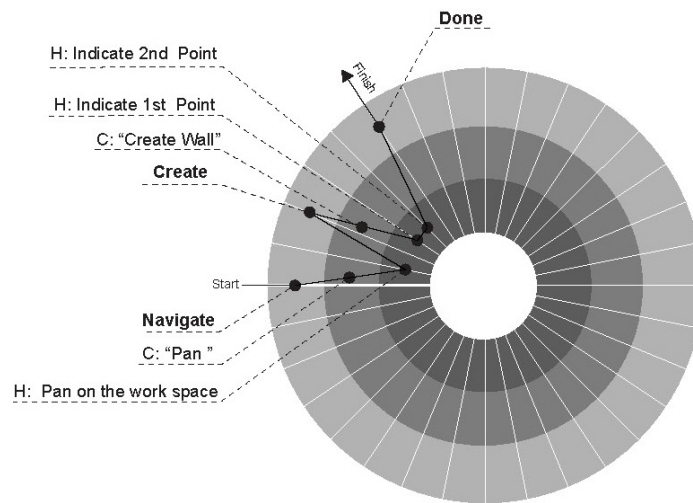 Done
H: Indicate 2nd Point
Finish
H: Indicate 1st Point
C: “Create Wall”
Create
Start
Navigate
C: “Pan ”
H: Pan on the work space